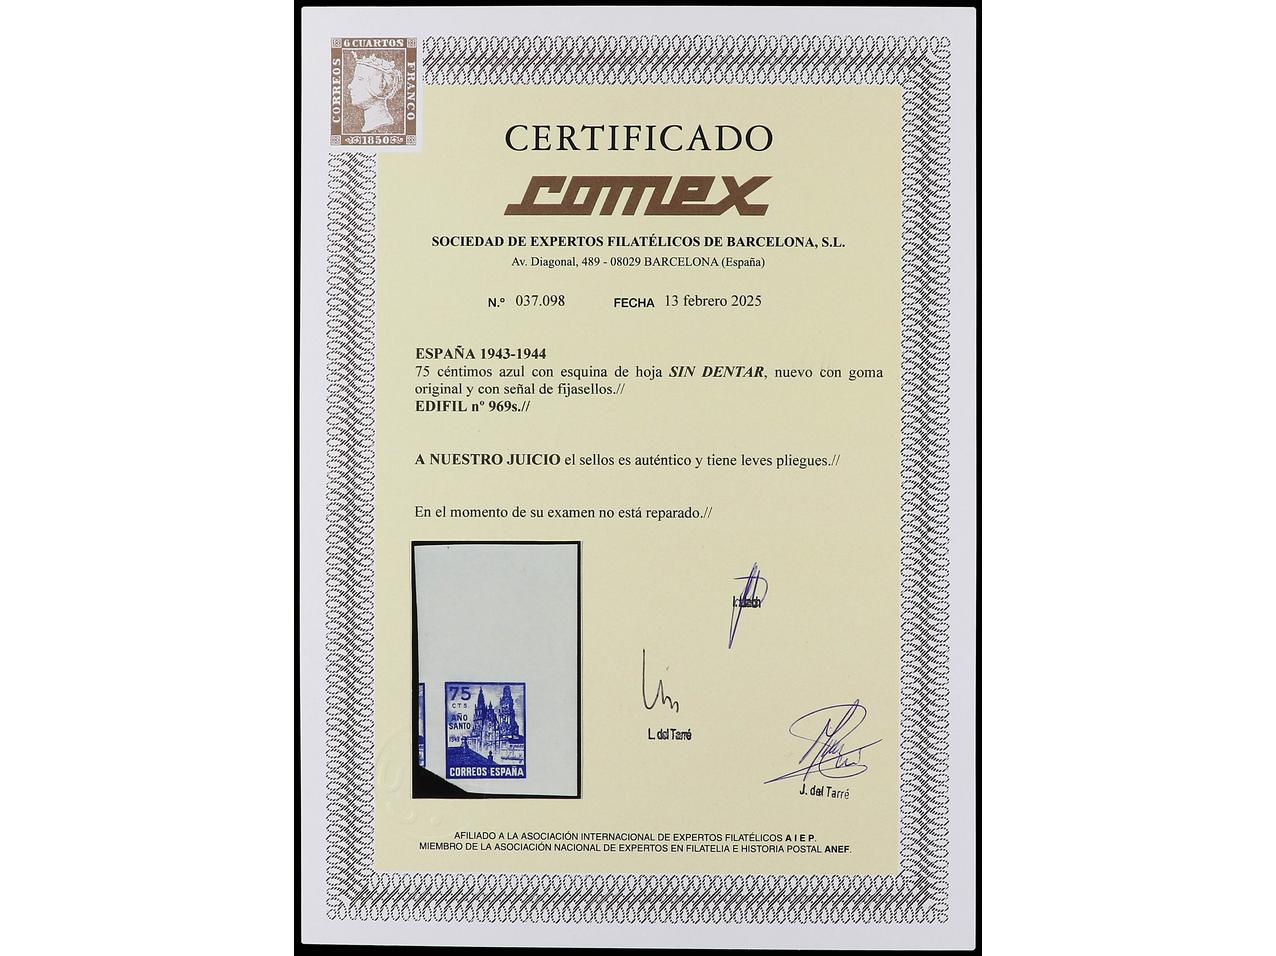 6 CUARTOS
CORREOS
FRANCO
1850
CERTIFICADO
comex
SOCIEDAD DE EXPERTOS FILATÉLICOS DE BARCELONA, S.L.
Av. Diagonal, 489 - 08029 BARCELONA (España)
N.º 037.098 FECHA 13 febrero 2025
ESPAÑA 1943-1944
75 céntimos azul con esquina de hoja SIN DENTAR, nuevo con goma
original y con señal de fijasellos.//
EDIFIL nº 969s.//
A NUESTRO JUICIO el sellos es auténtico y tiene leves pliegues.//
En el momento de su examen no está reparado.//
75
CTS.
AÑO
SANTO
CORREOS ESPAÑA
L. del Tarré
J. del Tarré
AFILIADO A LA ASOCIACIÓN INTERNACIONAL DE EXPERTOS FILATÉLICOS A I E P.
MIEMBRO DE LA ASOCIACIÓN NACIONAL DE EXPERTOS EN FILATELIA E HISTORIA POSTAL ANEF.